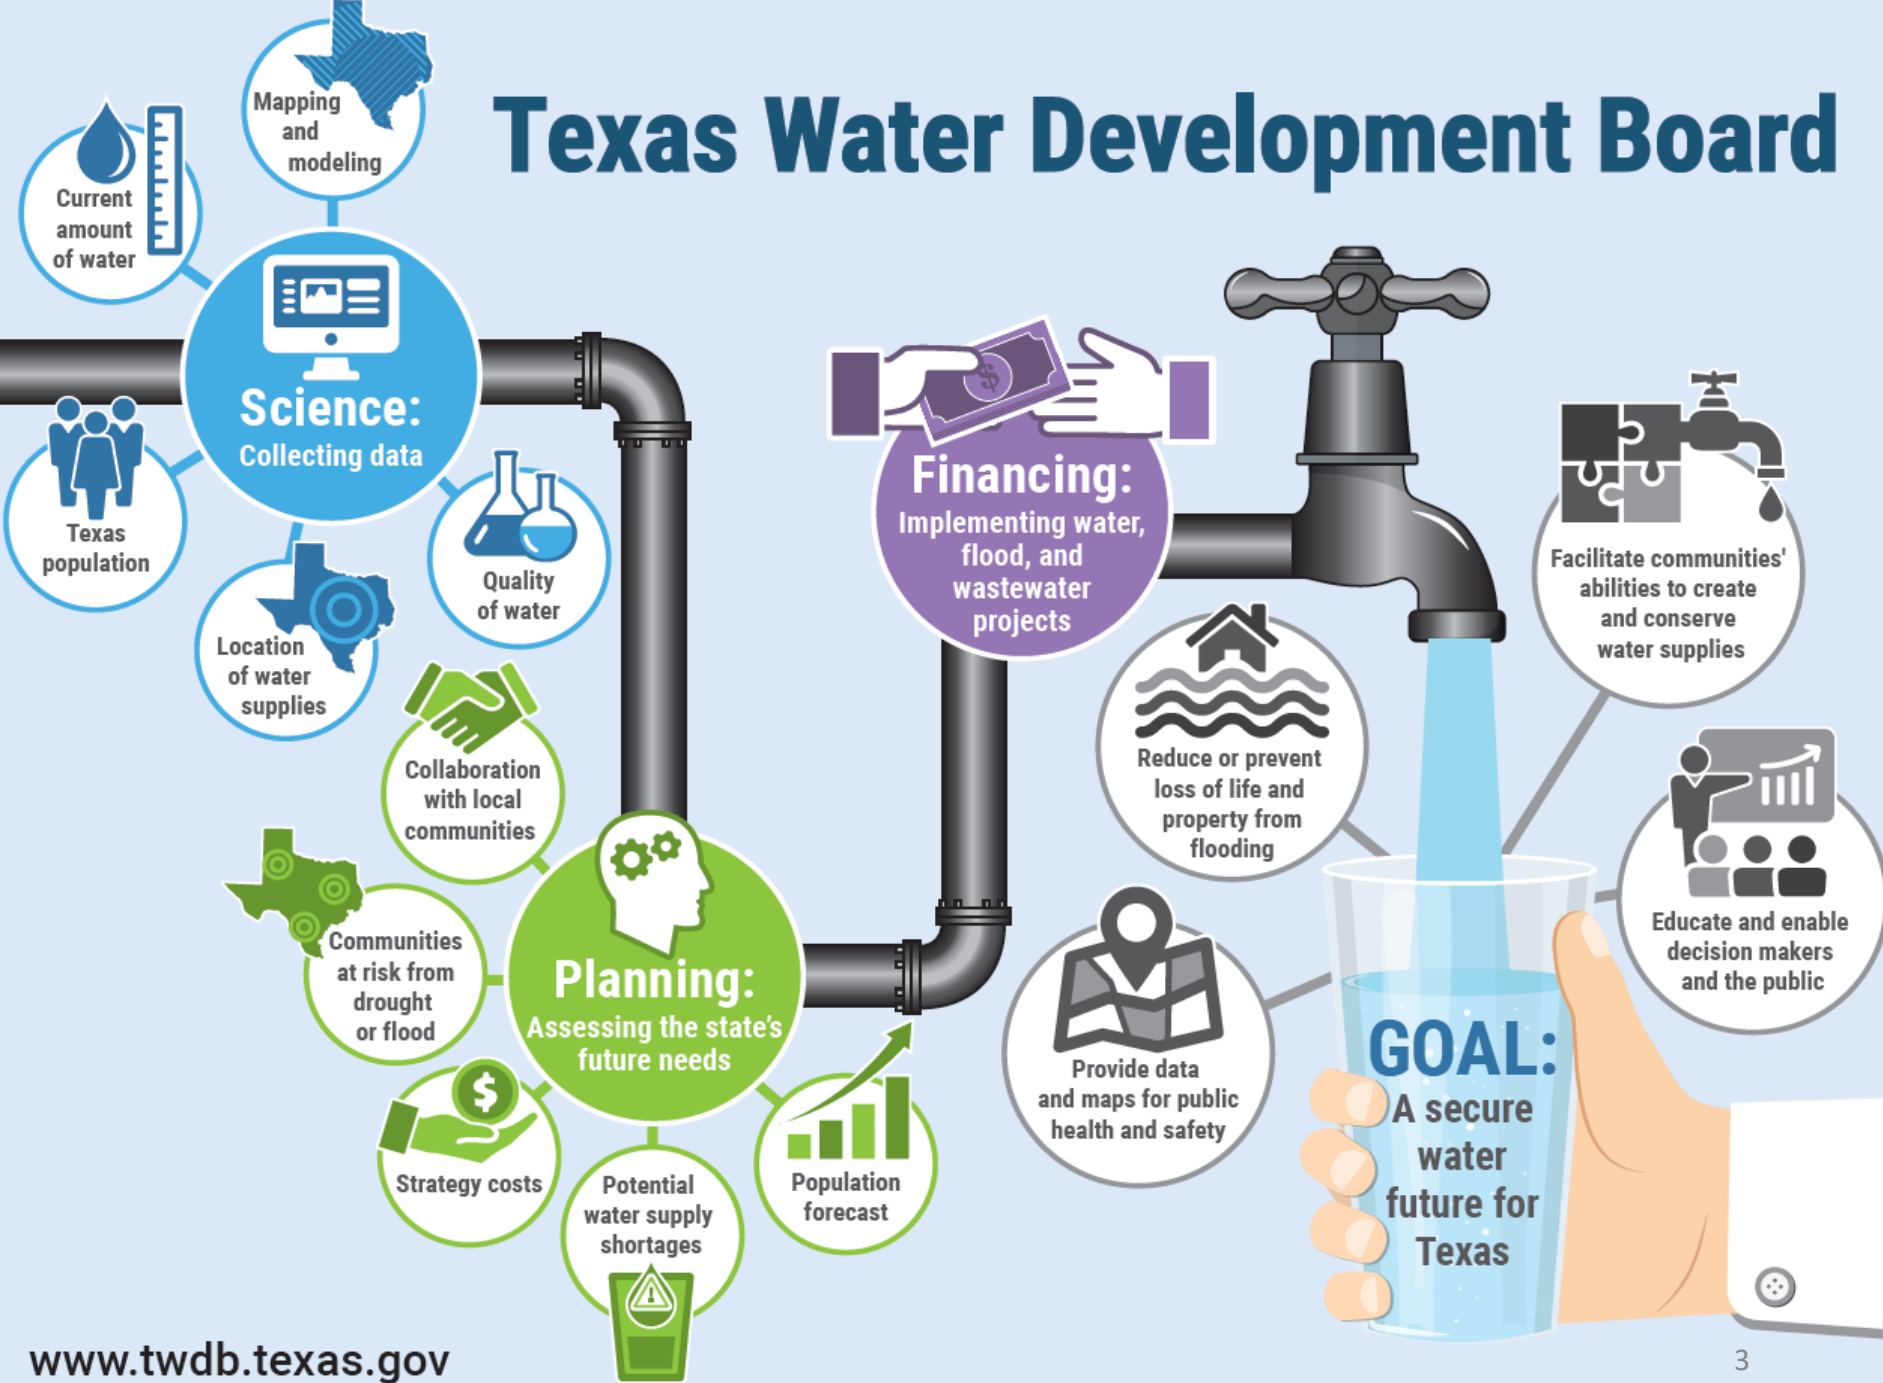 Texas Water Development Board
Mapping
and
modeling
Current
amount
of water
Science:
Collecting data
Texas
population
Quality
of water
Location
of water
supplies
Collaboration
with local
communities
Communities
at risk from
drought
or flood
Planning:
Assessing the state's
future needs
Strategy costs
$
Potential
water supply
shortages
!
Population
forecast
$
Financing:
Implementing water,
flood, and
wastewater
projects
Facilitate communities'
abilities to create
and conserve
water supplies
Reduce or prevent
loss of life and
property from
flooding
Educate and enable
decision makers
and the public
Provide data
and maps for public
health and safety
GOAL:
A secure
water
future for
Texas
www.twdb.texas.gov
3